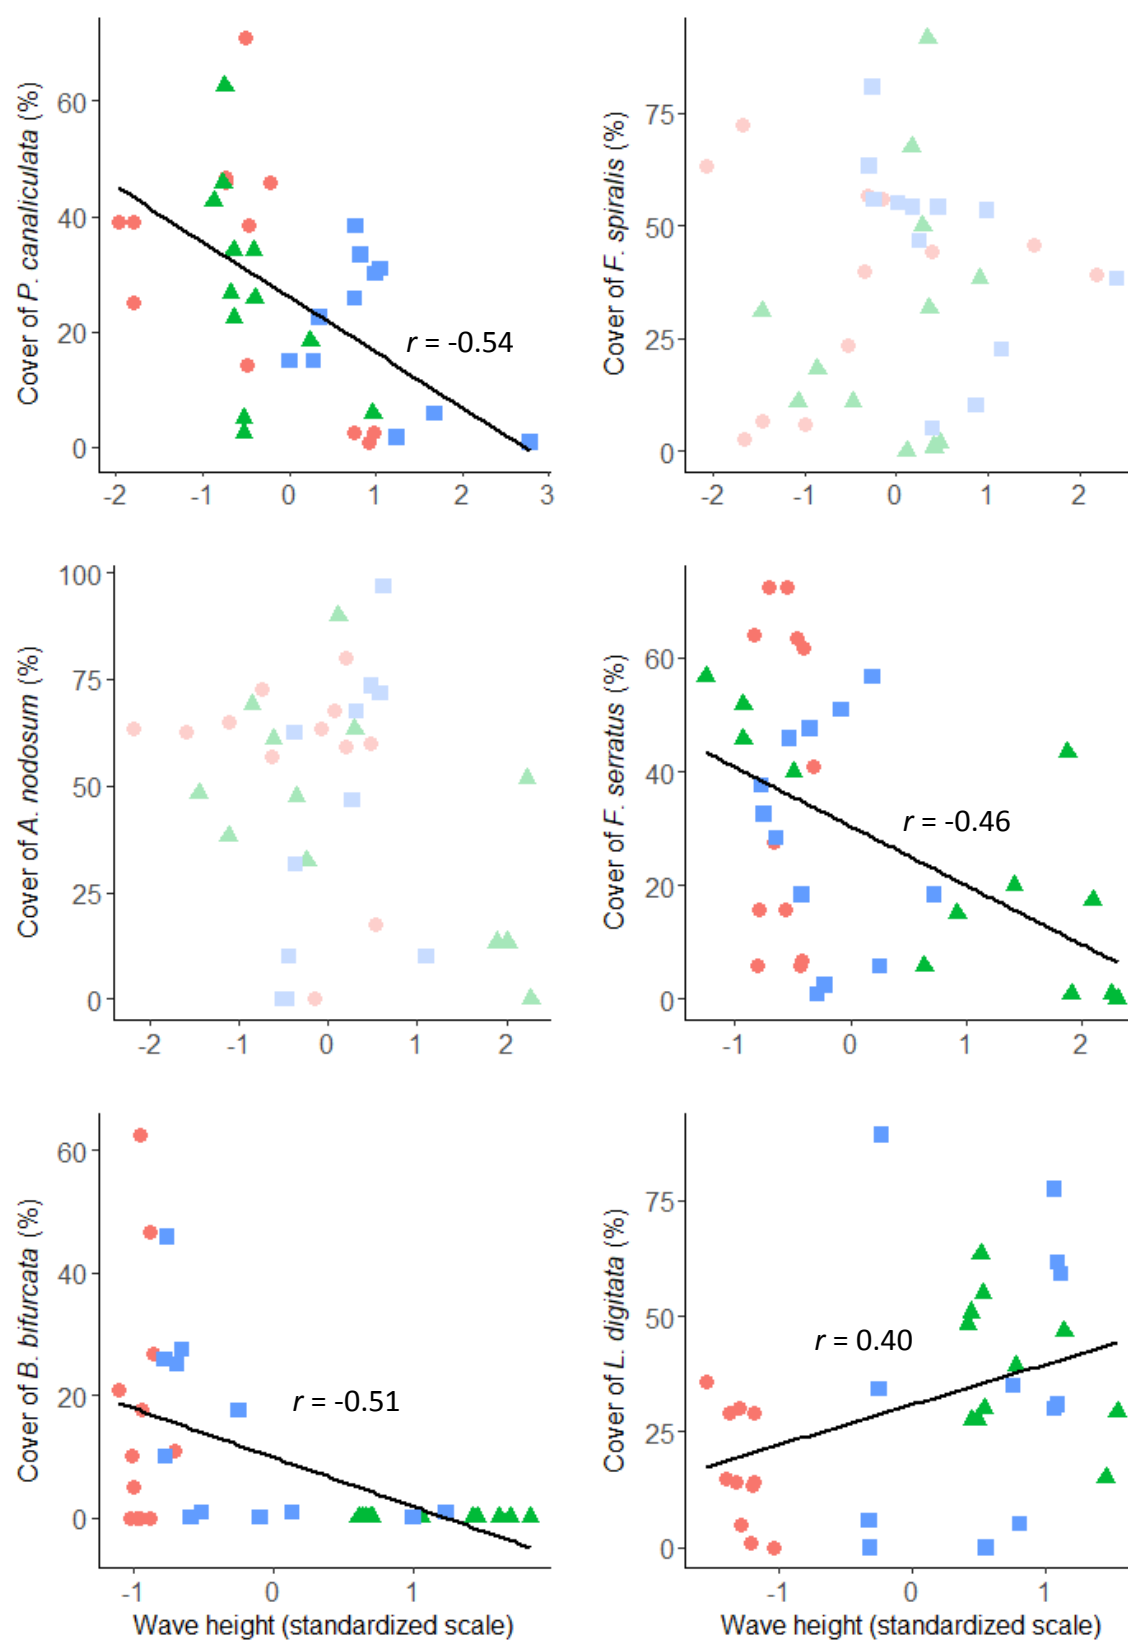 Cover of P. canaliculata (%)
60
40
20
0
r = -0.54
-2 -1 0 1 2 3
Cover of F. spiralis (%)
75
50
25
0
-2 -1 0 1 2
Cover of A. nodosum (%)
100
75
50
25
0
-2 -1 0 1 2
Cover of F. serratus (%)
60
40
20
0
r = -0.46
-1 0 1 2
Cover of B. bifurcata (%)
60
40
20
0
r = -0.51
-1 0 1
Wave height (standardized scale)
Cover of L. digitata (%)
75
50
25
0
r = 0.40
-1 0 1
Wave height (standardized scale)